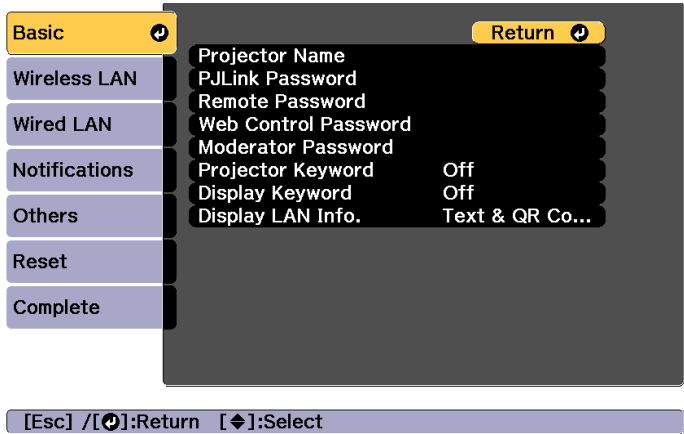 Basic
Wireless LAN
Wired LAN
Notifications
Others
Reset
Complete
Return
Projector Name
PJLink Password
Remote Password
Web Control Password
Moderator Password
Projector Keyword Off
Display Keyword Off
Display LAN Info. Text & QR Co...
[Esc] /[⏎]:Return [◆]:Select